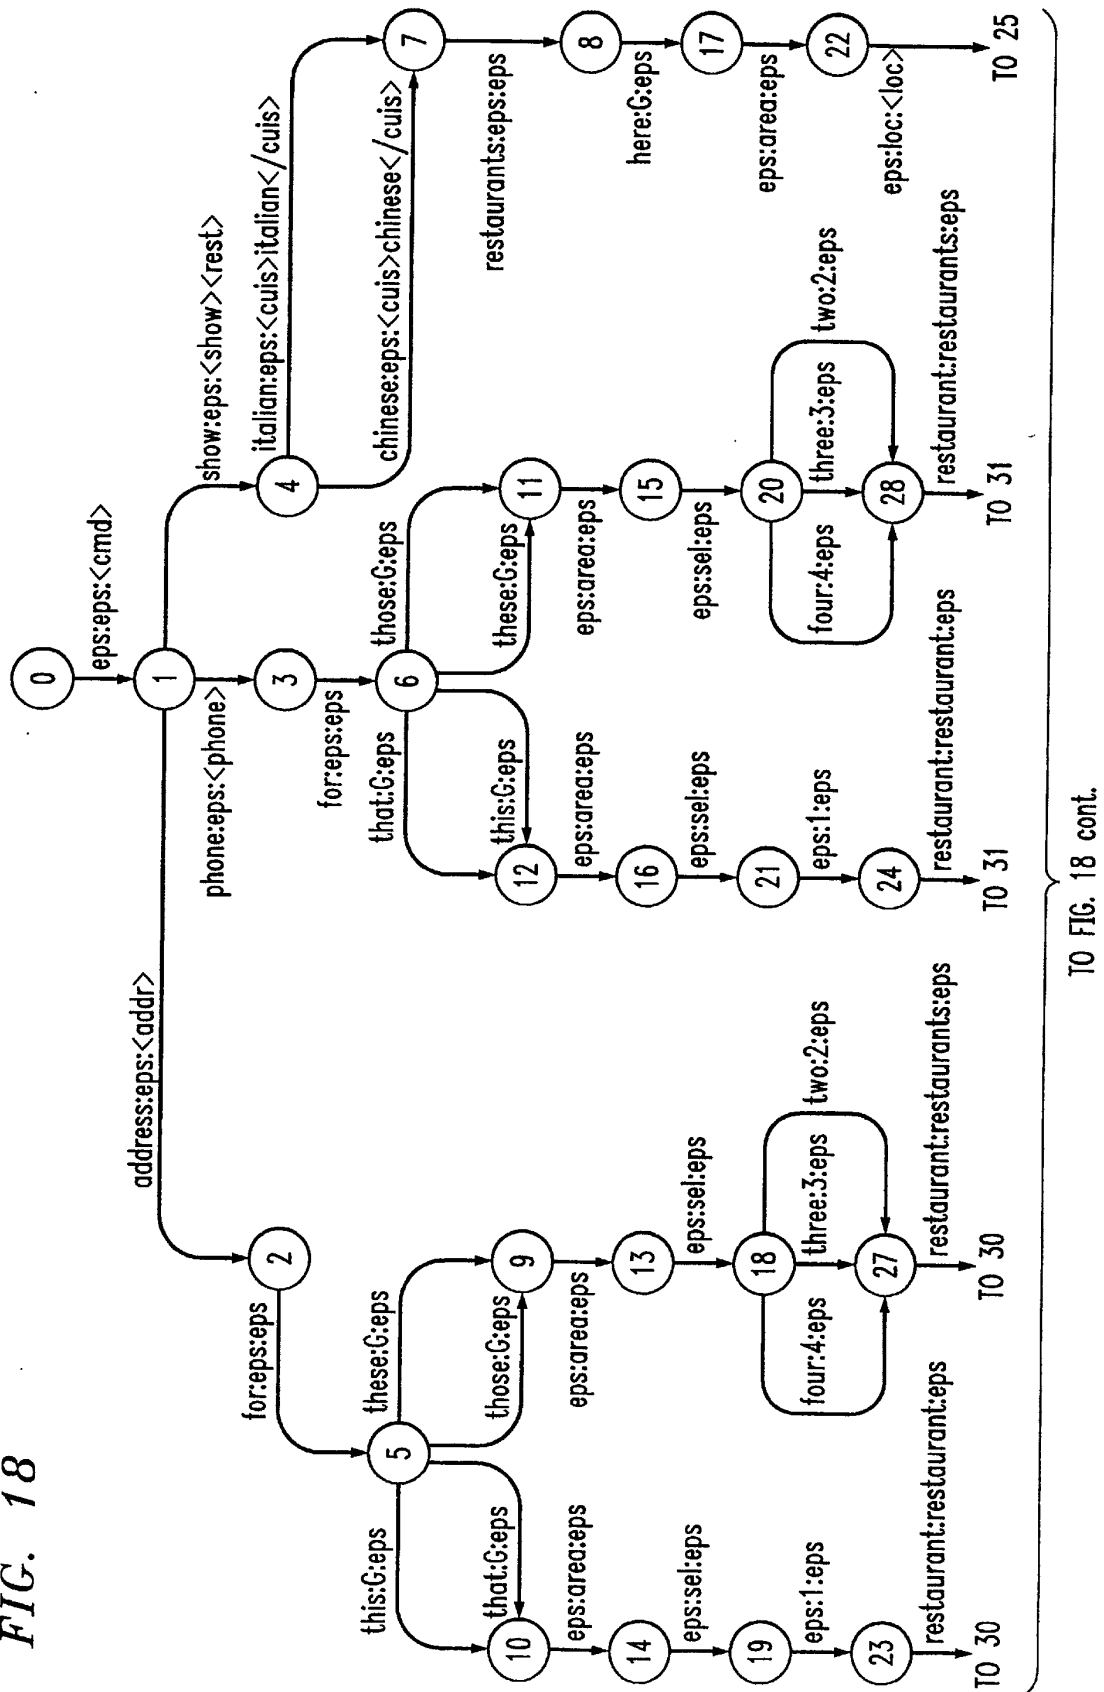 FIG. 18
0
eps:eps:<cmd>
1
address:eps:<addr>
phone:eps:<phone>
show:eps:<show><rest>
2
3
4
for:eps:eps
for:eps:eps
italian:eps:<cuis>italian</cuis>
chinese:eps:<cuis>chinese</cuis>
5
6
7
this:G:eps
these:G:eps
that:G:eps
those:G:eps
that:G:eps
those:G:eps
this:G:eps
these:G:eps
restaurants:eps:eps
10
9
12
11
8
eps:area:eps
eps:area:eps
eps:area:eps
eps:area:eps
here:G:eps
14
13
16
15
17
eps:sel:eps
eps:sel:eps
eps:sel:eps
eps:sel:eps
eps:area:eps
19
18
21
20
22
eps:1:eps
four:4:eps
three:3:eps
two:2:eps
eps:1:eps
four:4:eps
three:3:eps
two:2:eps
eps:loc:<loc>
23
27
24
28
restaurant:restaurant:eps
restaurant:restaurants:eps
restaurant:restaurant:eps
restaurant:restaurants:eps
TO 30
TO 30
TO 31
TO 31
TO 25
TO FIG. 18 cont.